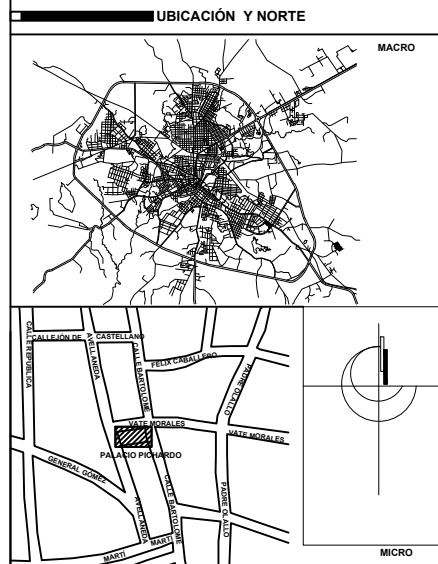 UBICACIÓN Y NORTE
MACRO
CALLE REPUBLICA
CALLEJÓN DE CASTELLANO
AVELLANEDA
CALLE BARTOLOMÉ
FELIX CABALLERO
PADRE OLALLO
VATE MORALES
VATE MORALES
PALACIO PICHARDO
GENERAL GÓMEZ
AVELLANEDA
CALLE BARTOLOMÉ
PADRE OLALLO
MARTÍ
MARTÍ
MICRO